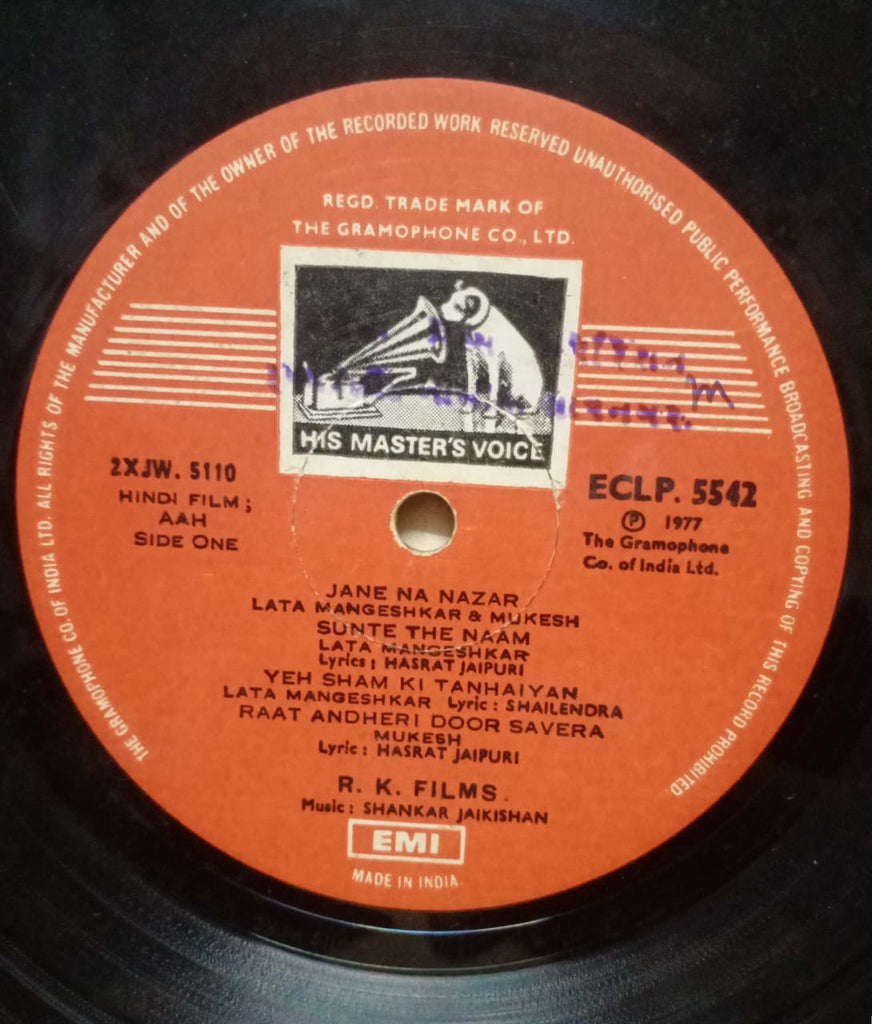 THE GRAMOPHONE CO. OF INDIA LTD. ALL RIGHTS OF THE MANUFACTURER AND OF THE OWNER OF THE RECORDED WORK RESERVED UNAUTHORISED PUBLIC PERFORMANCE BROADCASTING AND COPYING OF THIS RECORD PROHIBITED.
REGD. TRADE MARK OF
THE GRAMOPHONE CO., LTD.
HIS MASTER'S VOICE
2XJW. 5110
HINDI FILM;
AAH
SIDE ONE
ECLP. 5542
Ⓟ 1977
The Gramophone
Co. of India Ltd.
JANE NA NAZAR
LATA MANGESHKAR & MUKESH
SUNTE THE NAAM
LATA MANGESHKAR
Lyrics: HASRAT JAIPURI
YEH SHAM KI TANHAIYAN
LATA MANGESHKAR Lyric: SHAILENDRA
RAAT ANDHERI DOOR SAVERA
MUKESH
Lyric: HASRAT JAIPURI
R. K. FILMS.
Music: SHANKAR JAIKISHAN
EMI
MADE IN INDIA